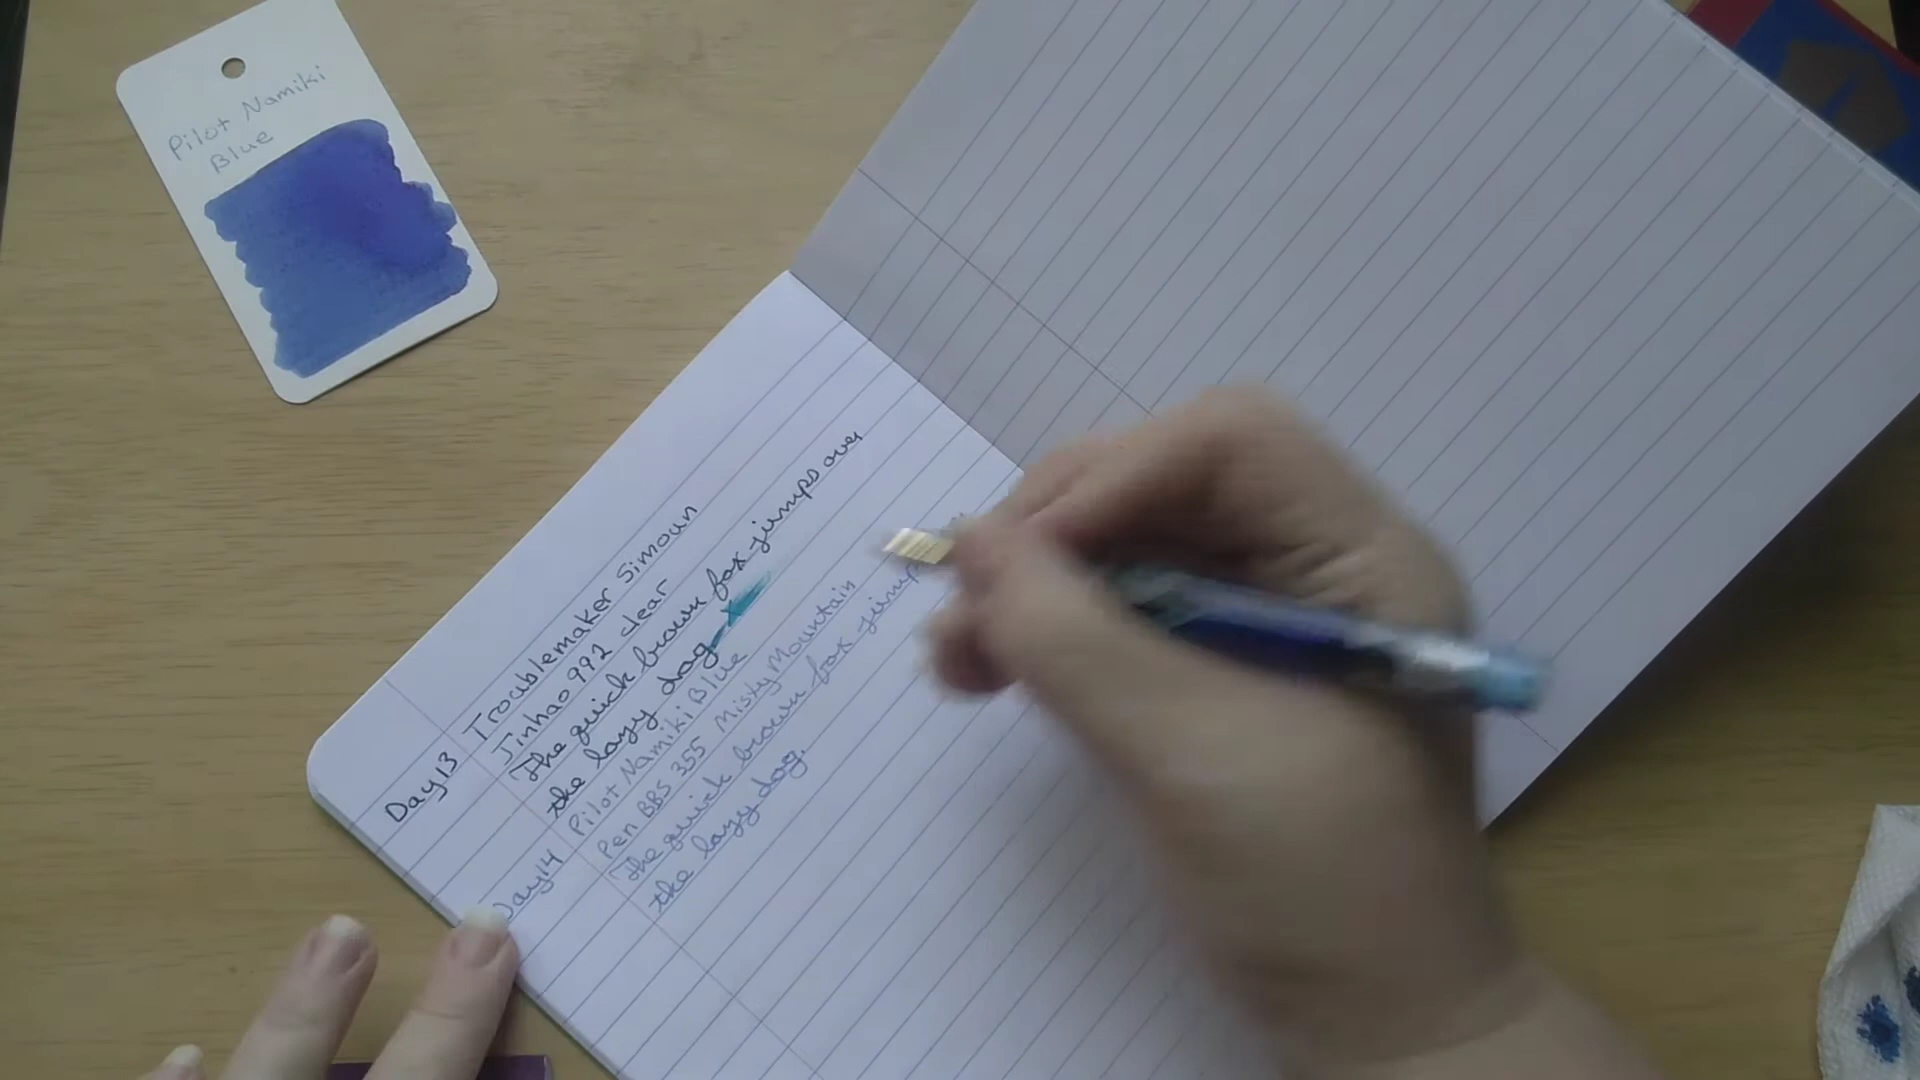 Pilot Namiki
Blue
Day13 Troublemaker Simoun
Jinhao 992 clear
The quick brown fox jumps over
the lazy dog
Day14 Pilot Namiki Blue
Pen BBS 355 Misty Mountain
The quick brown fox jump
the lazy dog.